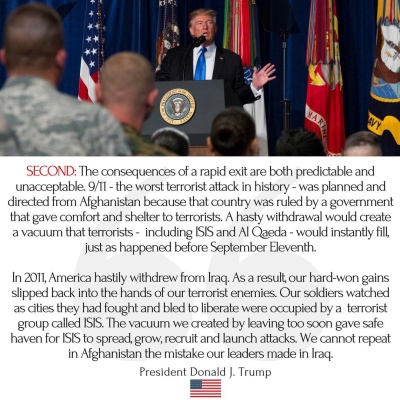 SECOND: The consequences of a rapid exit are both predictable and
unacceptable. 9/11 - the worst terrorist attack in history - was planned and
directed from Afghanistan because that country was ruled by a government
that gave comfort and shelter to terrorists. A hasty withdrawal would create
a vacuum that terrorists - including ISIS and Al Qaeda - would instantly fill,
just as happened before September Eleventh.
In 2011, America hastily withdrew from Iraq. As a result, our hard-won gains
slipped back into the hands of our terrorist enemies. Our soldiers watched
as cities they had fought and bled to liberate were occupied by a terrorist
group called ISIS. The vacuum we created by leaving too soon gave safe
haven for ISIS to spread, grow, recruit and launch attacks. We cannot repeat
in Afghanistan the mistake our leaders made in Iraq.
President Donald J. Trump